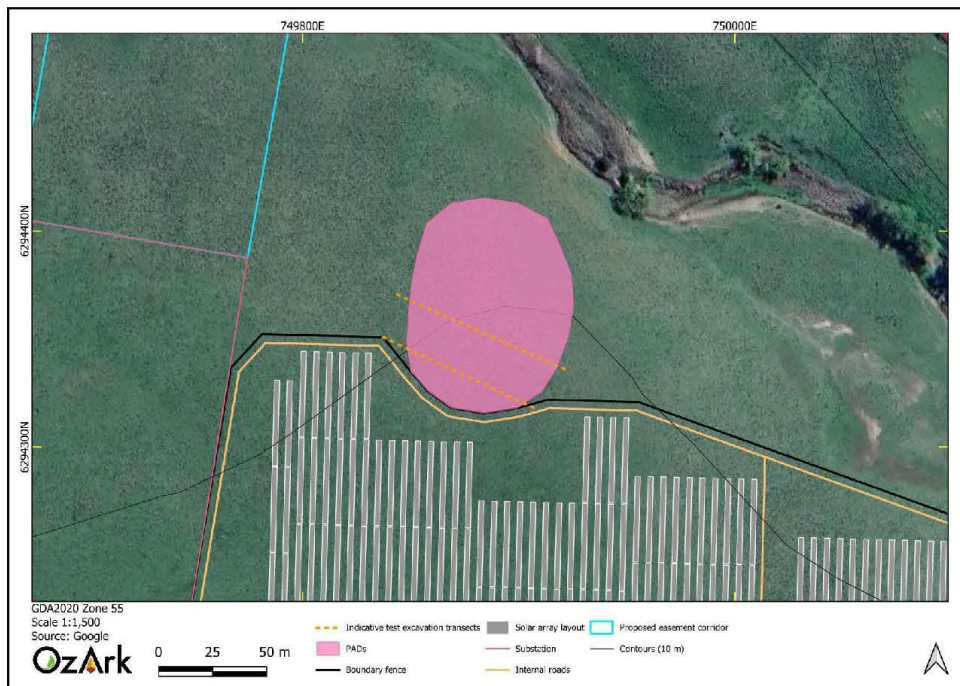 749800E 750000E
6294400N
6294300N
GDA2020 Zone 55
Scale 1:1,500
Source: Google
OzArk
0 25 50 m
Indicative test excavation transects
Solar array layout
Proposed easement corridor
PADs
Substation
Contours (10 m)
Boundary fence
Internal roads